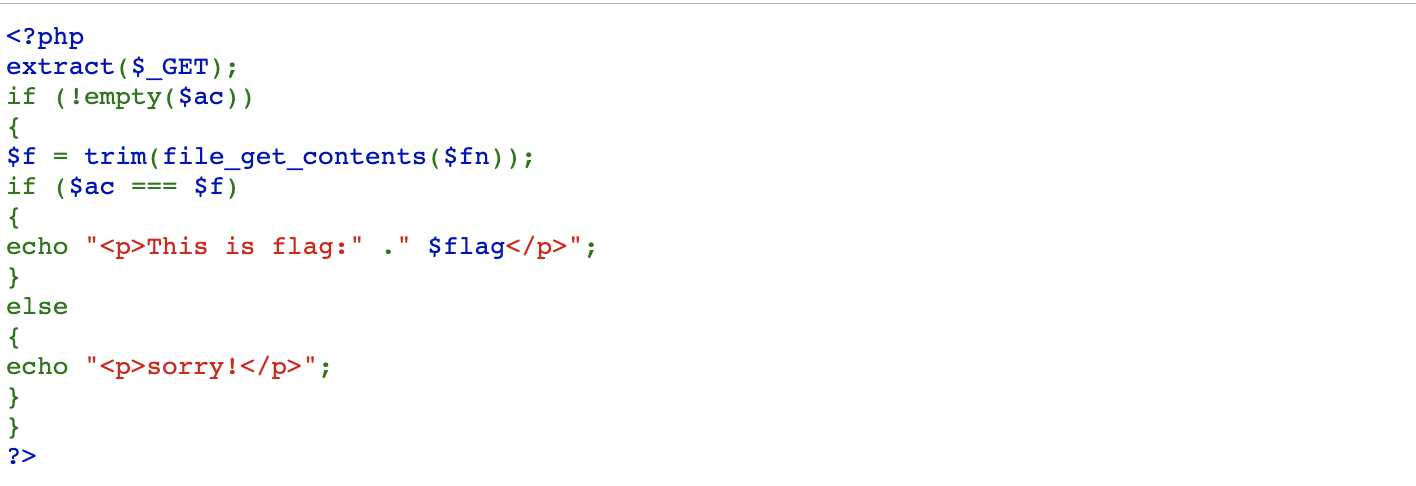 <?php
extract($_GET);
if (!empty($ac))
{
$f = trim(file_get_contents($fn));
if ($ac === $f)
{
echo "<p>This is flag:" ." $flag</p>";
}
else
{
echo "<p>sorry!</p>";
}
}
?>